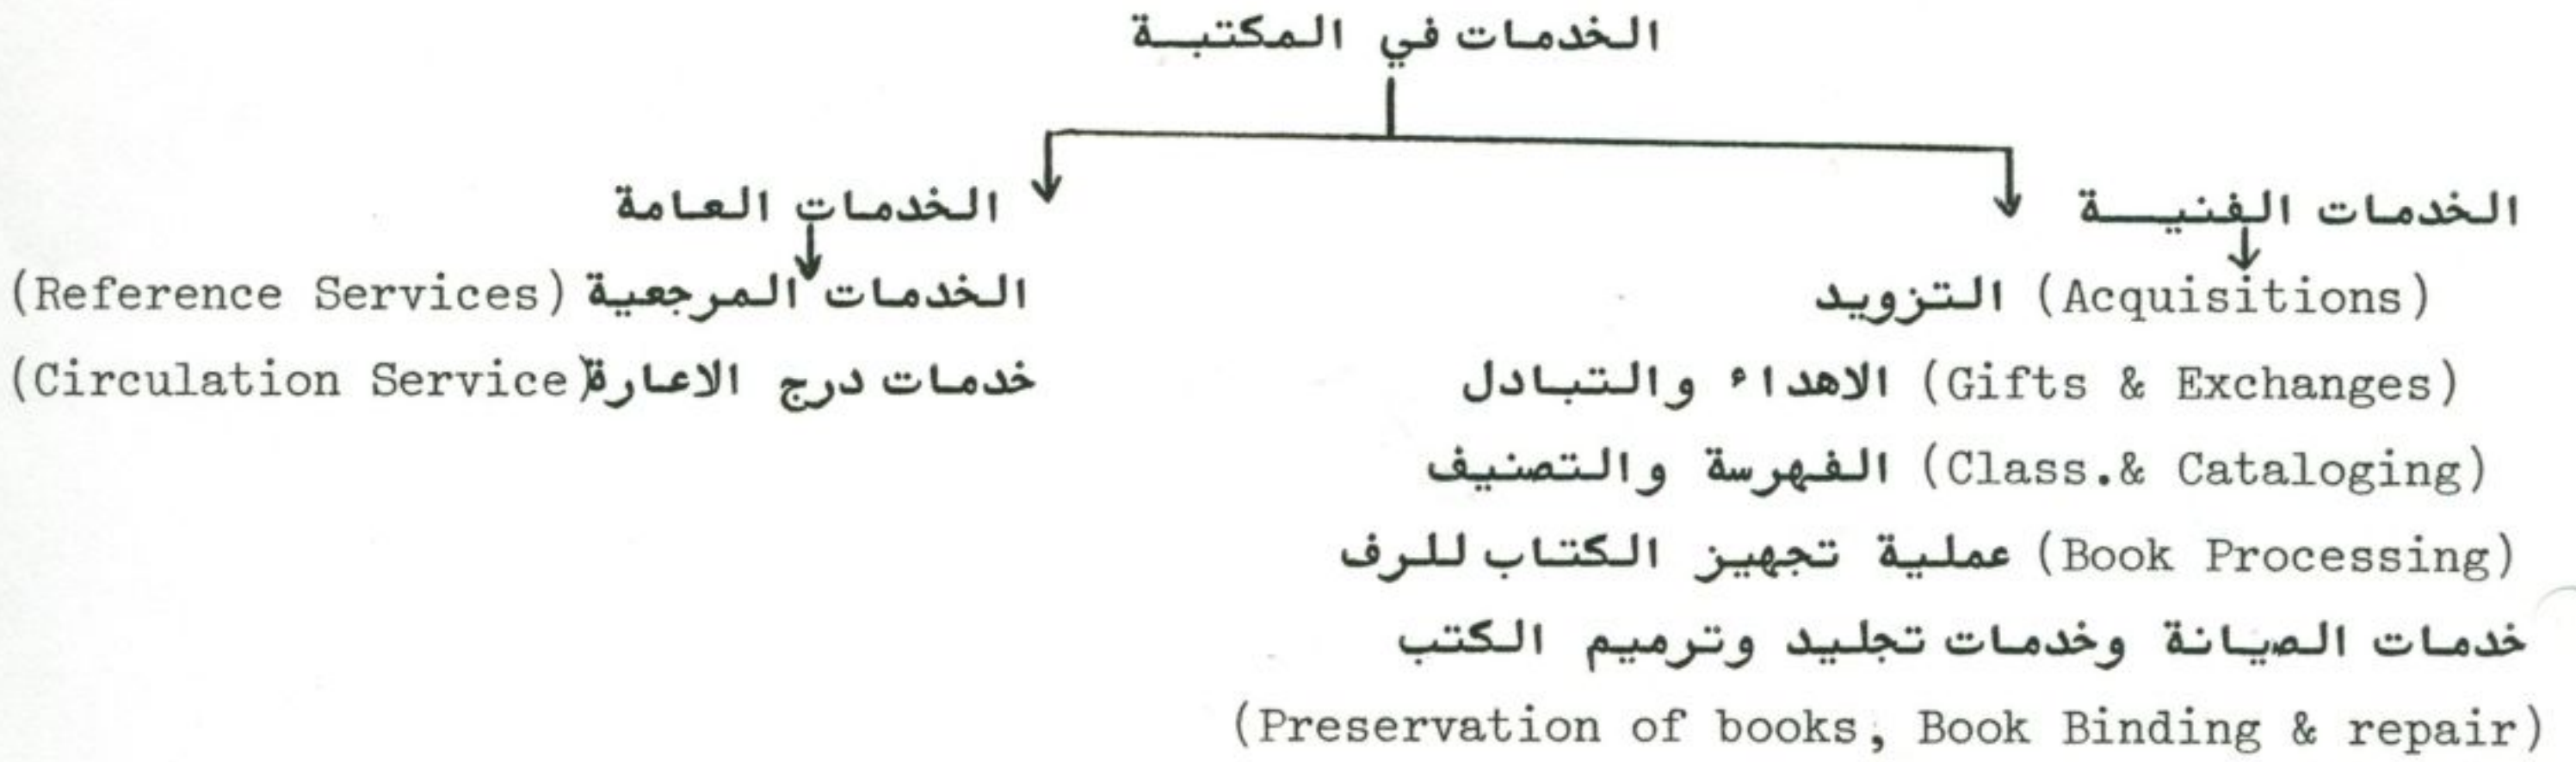 الخدمات في المكتبة
الخدمات الفنية
(Acquisitions) التزويد
(Gifts & Exchanges) الاهداء والتبادل
(Class.& Cataloging) الفهرسة والتصنيف
(Book Processing) عملية تجهيز الكتاب للرف
خدمات الصيانة وخدمات تجليد وترميم الكتب
(Preservation of books, Book Binding & repair)
الخدمات العامة
الخدمات المرجعية (Reference Services)
خدمات درج الاعارة (Circulation Service)